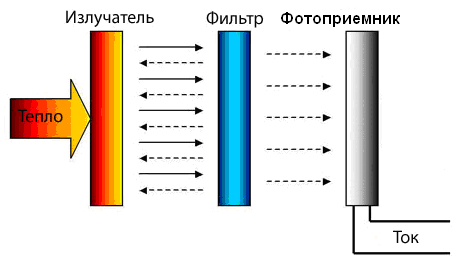 Излучатель
Фильтр
Фотоприемник
Тепло
Ток